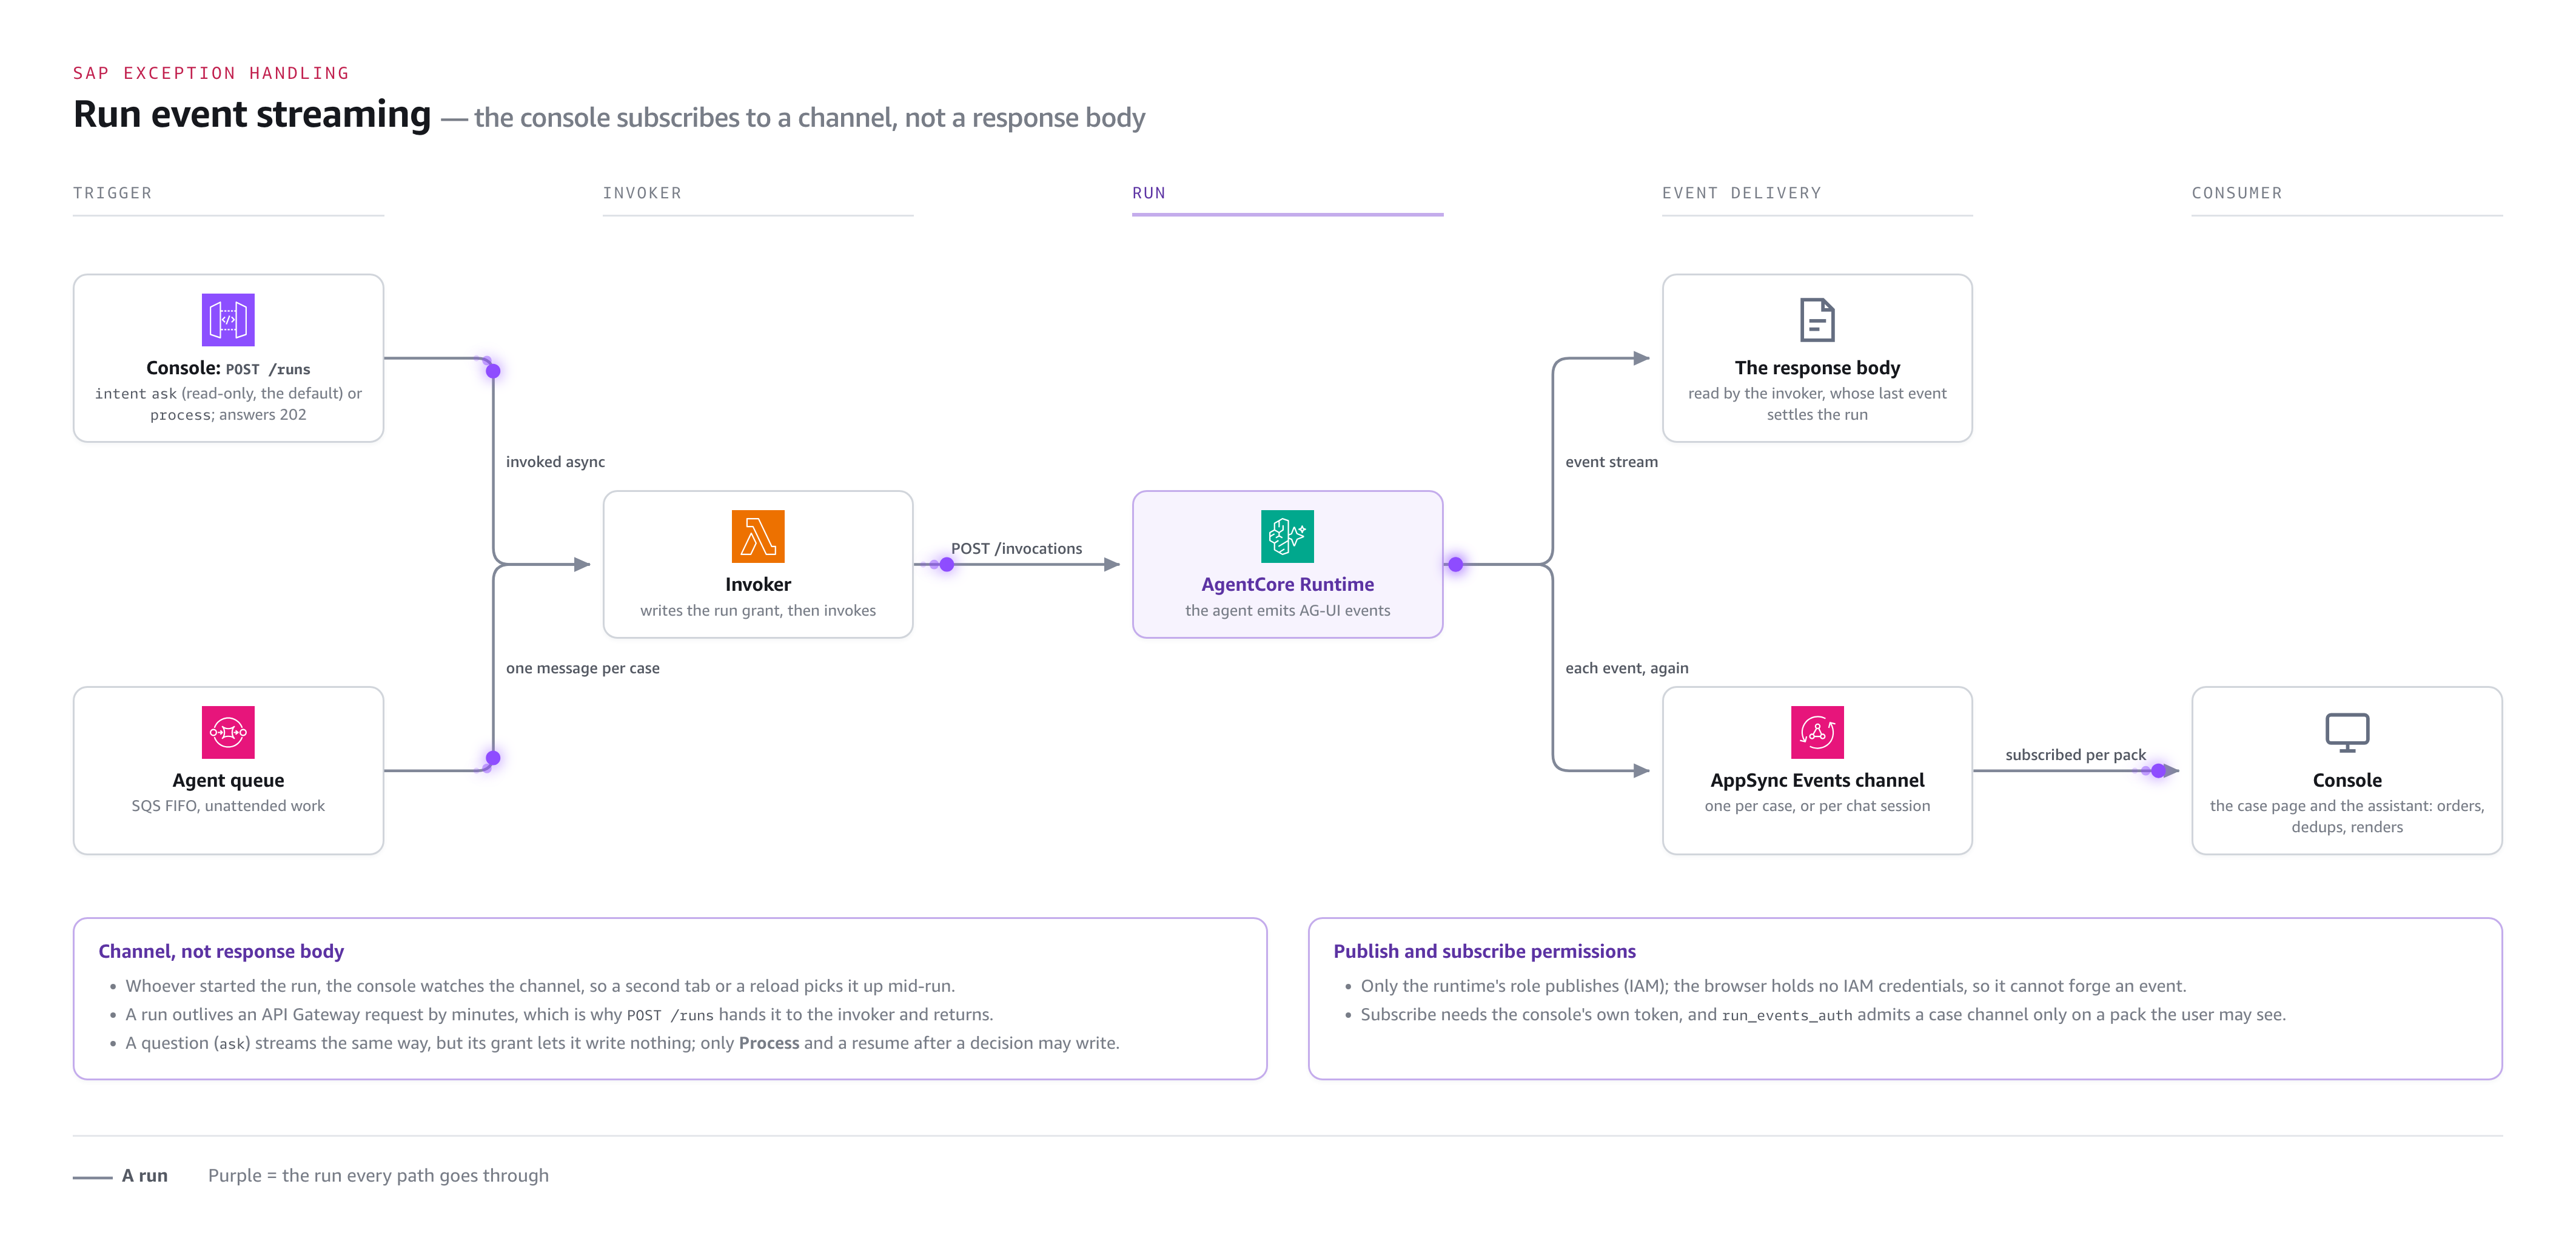 SAP EXCEPTION HANDLING
Run event streaming — the console subscribes to a channel, not a response body
TRIGGER
INVOKER
RUN
EVENT DELIVERY
CONSUMER
Console: POST /runs
intent ask (read-only, the default) or
process; answers 202
The response body
read by the invoker, whose last event
settles the run
invoked async
event stream
POST /invocations
Invoker
writes the run grant, then invokes
AgentCore Runtime
the agent emits AG-UI events
one message per case
each event, again
Agent queue
SQS FIFO, unattended work
AppSync Events channel
one per case, or per chat session
subscribed per pack
Console
the case page and the assistant: orders,
dedups, renders
Channel, not response body
• Whoever started the run, the console watches the channel, so a second tab or a reload picks it up mid-run.
• A run outlives an API Gateway request by minutes, which is why POST /runs hands it to the invoker and returns.
• A question (ask) streams the same way, but its grant lets it write nothing; only Process and a resume after a decision may write.
Publish and subscribe permissions
• Only the runtime's role publishes (IAM); the browser holds no IAM credentials, so it cannot forge an event.
• Subscribe needs the console's own token, and run_events_auth admits a case channel only on a pack the user may see.
A run
Purple = the run every path goes through